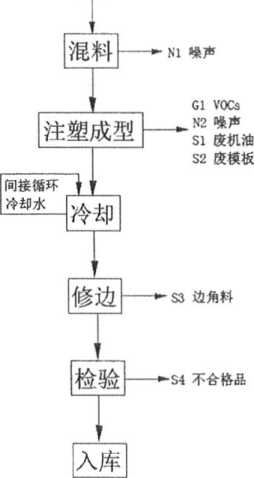 混料
N1 噪声
G1 VOCs
注塑成型
N2 噪声
S1 废机油
S2 废模板
间接循环
冷却水
冷却
修边
S3 边角料
检验
S4 不合格品
入库